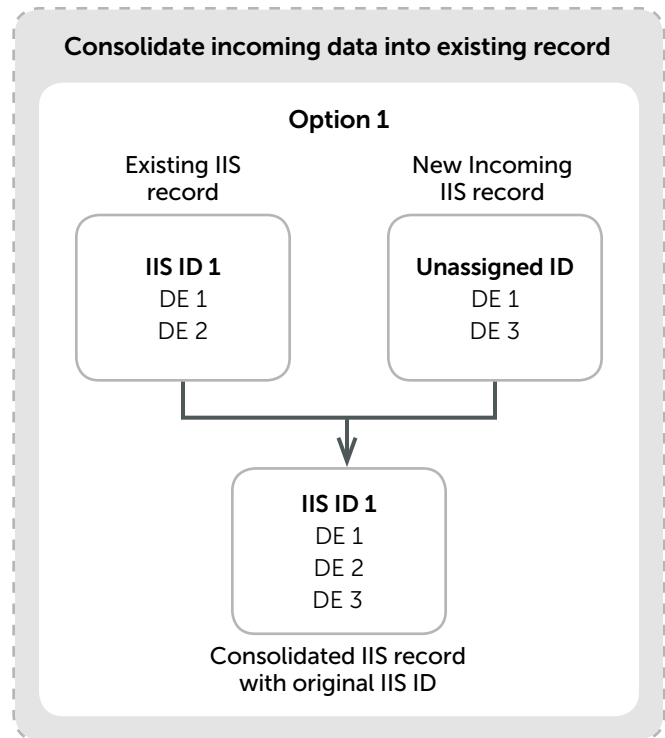 Consolidate incoming data into existing record
Option 1
Existing IIS
record
New Incoming
IIS record
IIS ID 1
DE 1
DE 2
Unassigned ID
DE 1
DE 3
IIS ID 1
DE 1
DE 2
DE 3
Consolidated IIS record
with original IIS ID